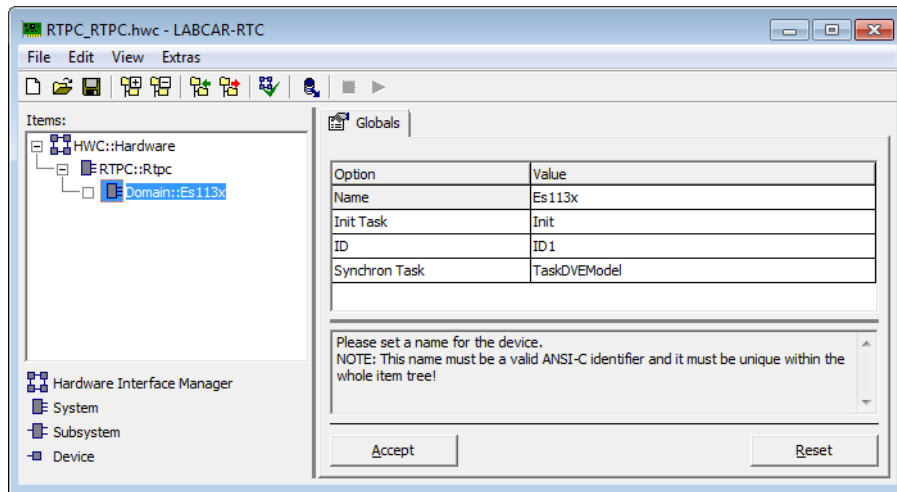 RTPC_RTPC.hwc - LABCAR-RTC
File Edit View Extras
Items:
HWC::Hardware
RTPC::Rtpc
Domain::Es113x
Hardware Interface Manager
System
Subsystem
Device
Globals
Option Value
Name Es113x
Init Task Init
ID ID1
Synchron Task TaskDVEModel
Please set a name for the device.
NOTE: This name must be a valid ANSI-C identifier and it must be unique within the
whole item tree!
Accept Reset